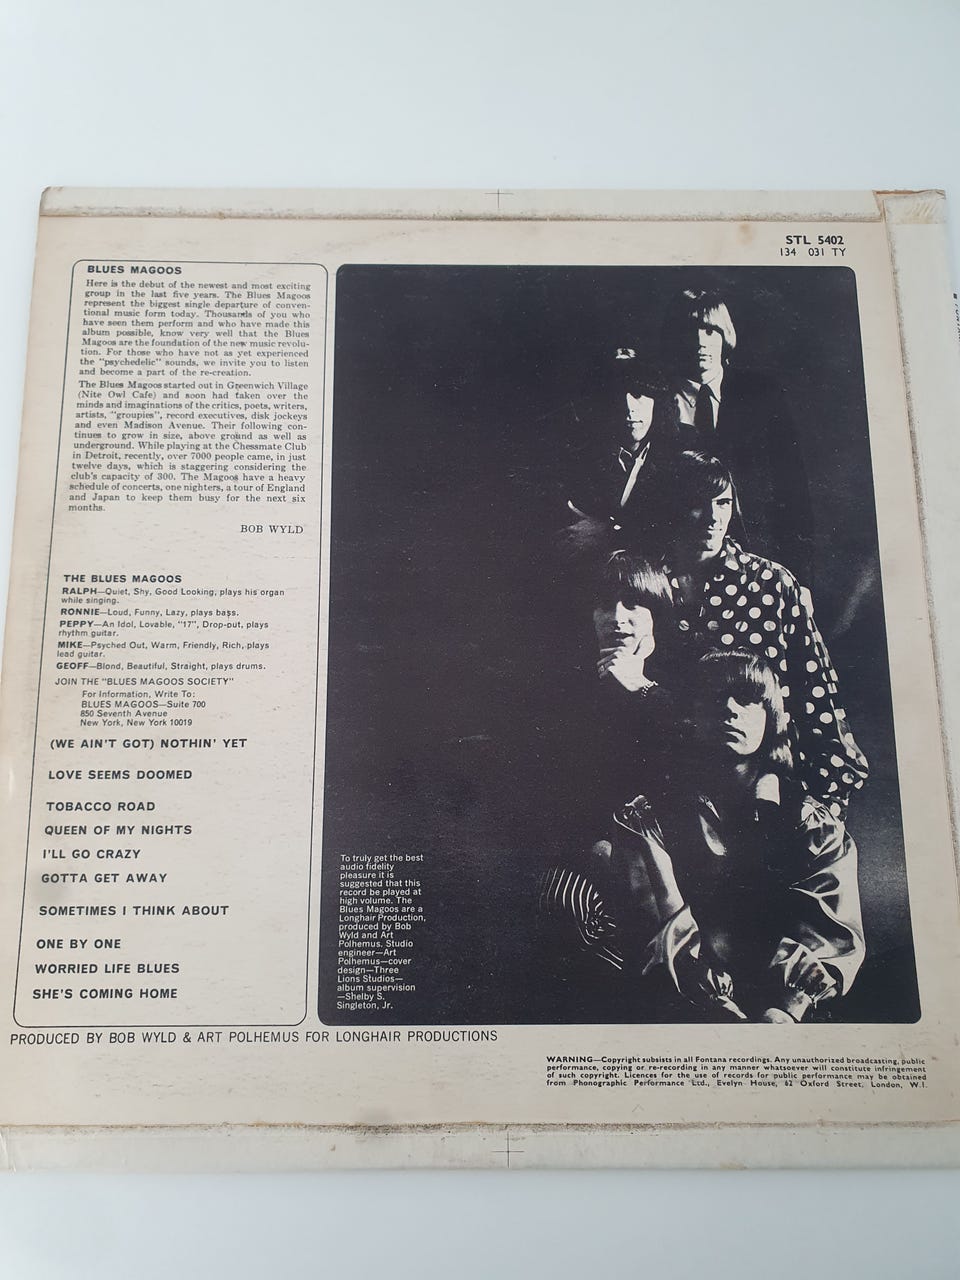 STL 5402
134 031 TY
BLUES MAGOOS
Here is the debut of the newest and most exciting
group in the last five years. The Blues Magoos
represent the biggest single departure of conven-
tional music form today. Thousands of you who
have seen them perform and who have made this
album possible, know very well that the Blues
Magoos are the foundation of the new music revolu-
tion. For those who have not as yet experienced
the "psychedelic" sounds, we invite you to listen
and become a part of the re-creation.
The Blues Magoos started out in Greenwich Village
(Nite Owl Cafe) and soon had taken over the
minds and imaginations of the critics, poets, writers,
artists, "groupies", record executives, disk jockeys
and even Madison Avenue. Their following con-
tinues to grow in size, above ground as well as
underground. While playing at the Chessmate Club
in Detroit, recently, over 7000 people came, in just
twelve days, which is staggering considering the
club's capacity of 300. The Magoos have a heavy
schedule of concerts, one nighters, a tour of England
and Japan to keep them busy for the next six
months.
BOB WYLD
THE BLUES MAGOOS
RALPH—Quiet, Shy, Good Looking, plays his organ
while singing.
RONNIE—Loud, Funny, Lazy, plays bass.
PEPPY—An Idol, Lovable, "17", Drop-put, plays
rhythm guitar.
MIKE—Psyched Out, Warm, Friendly, Rich, plays
lead guitar.
GEOFF—Blond, Beautiful, Straight, plays drums.
JOIN THE "BLUES MAGOOS SOCIETY"
For Information, Write To:
BLUES MAGOOS—Suite 700
850 Seventh Avenue
New York, New York 10019
(WE AIN'T GOT) NOTHIN' YET
LOVE SEEMS DOOMED
TOBACCO ROAD
QUEEN OF MY NIGHTS
I'LL GO CRAZY
GOTTA GET AWAY
SOMETIMES I THINK ABOUT
ONE BY ONE
WORRIED LIFE BLUES
SHE'S COMING HOME
To truly get the best
audio fidelity
pleasure it is
suggested that this
record be played at
high volume. The
Blues Magoos are a
Longhair Production,
produced by Bob
Wyld and Art
Polhemus. Studio
engineer—Art
Polhemus—cover
design—Three
Lions Studios—
album supervision
—Shelby S.
Singleton, Jr.
PRODUCED BY BOB WYLD & ART POLHEMUS FOR LONGHAIR PRODUCTIONS
WARNING—Copyright subsists in all Fontana recordings. Any unauthorized broadcasting, public
performance, copying or re-recording in any manner whatsoever will constitute infringement
of such copyright. Licences for the use of records for public performance may be obtained
from Phonographic Performance Ltd., Evelyn House, 62 Oxford Street, London, W.1.